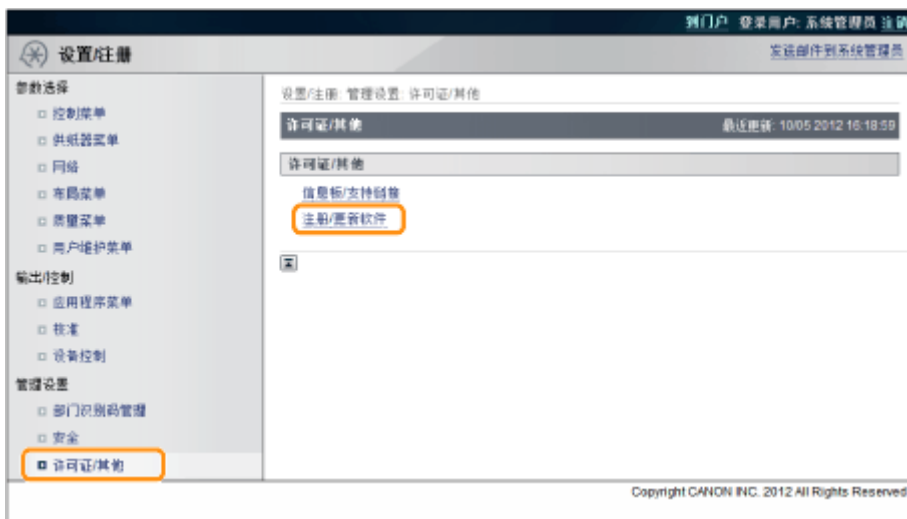 到门户 登录用户: 系统管理员 注销
设置/注册
发送邮件到系统管理员
参数选择
控制菜单
供纸器菜单
网络
布局菜单
质量菜单
用户维护菜单
输出/控制
应用程序菜单
校准
设备控制
管理设置
部门识别码管理
安全
许可证/其他
设置/注册: 管理设置: 许可证/其他
许可证/其他
最近更新: 10/05 2012 16:18:59
许可证/其他
信息板/支持链接
注册/更新软件
Copyright CANON INC. 2012 All Rights Reserved